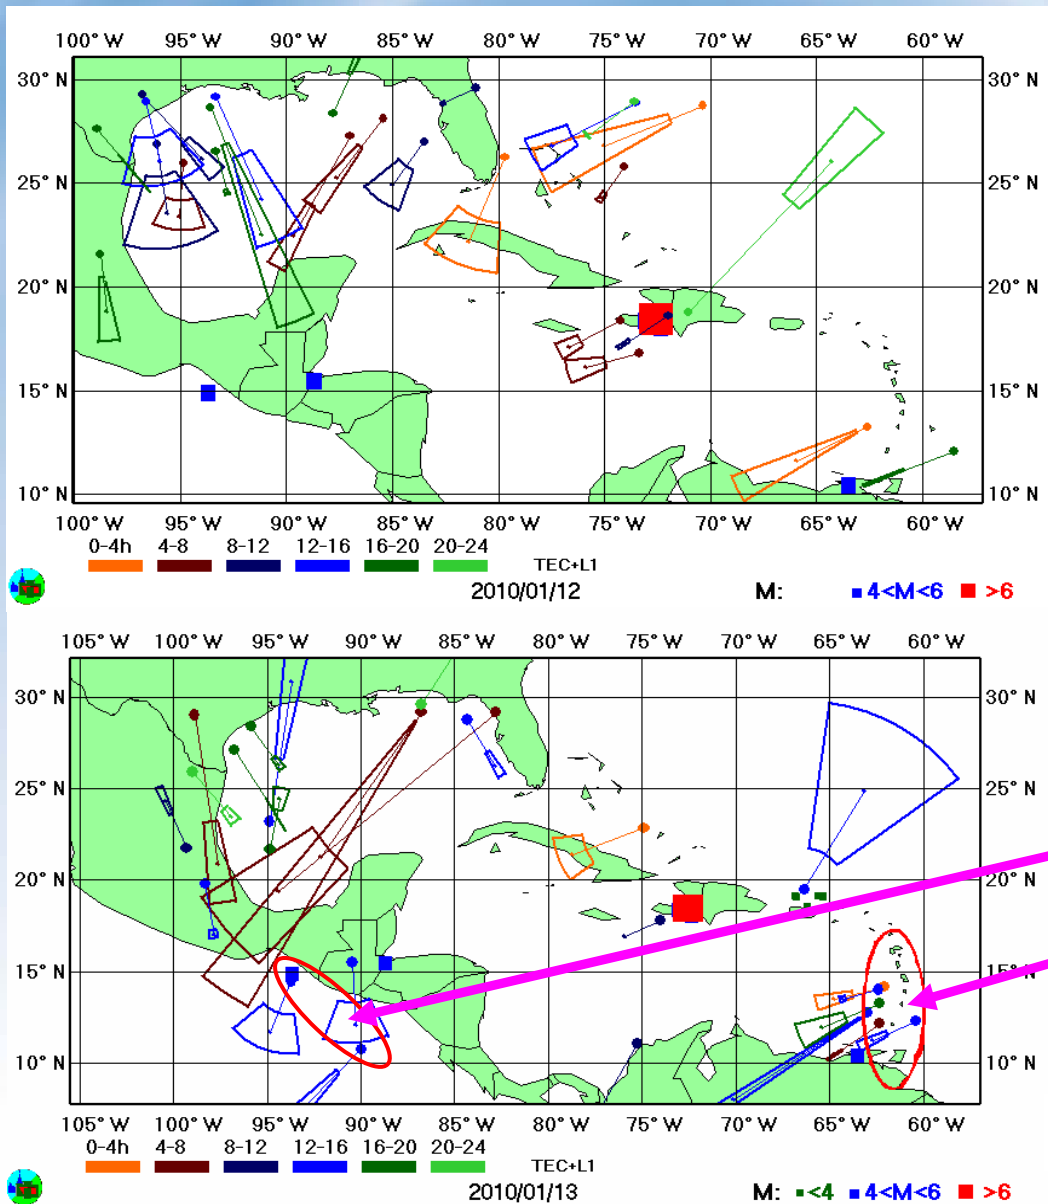 100° W 95° W 90° W 85° W 80° W 75° W 70° W 65° W 60° W
30° N 30° N
25° N 25° N
20° N 20° N
15° N 15° N
10° N 10° N
100° W 95° W 90° W 85° W 80° W 75° W 70° W 65° W 60° W
0-4h 4-8 8-12 12-16 16-20 20-24 TEC+L1
2010/01/12 M: 4<M<6 >6
105° W 100° W 95° W 90° W 85° W 80° W 75° W 70° W 65° W 60° W
30° N 30° N
25° N 25° N
20° N 20° N
15° N 15° N
10° N 10° N
105° W 100° W 95° W 90° W 85° W 80° W 75° W 70° W 65° W 60° W
0-4h 4-8 8-12 12-16 16-20 20-24 TEC+L1
2010/01/13 M: <4 4<M<6 >6